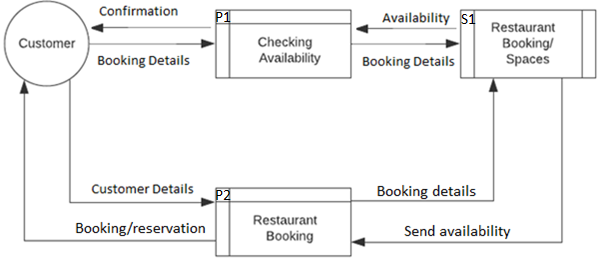 Confirmation
P1
Availability
S1
Restaurant
Booking/
Spaces
Customer
Checking
Availability
Booking Details
Booking Details
Customer Details
P2
Booking details
Restaurant
Booking
Booking/reservation
Send availability